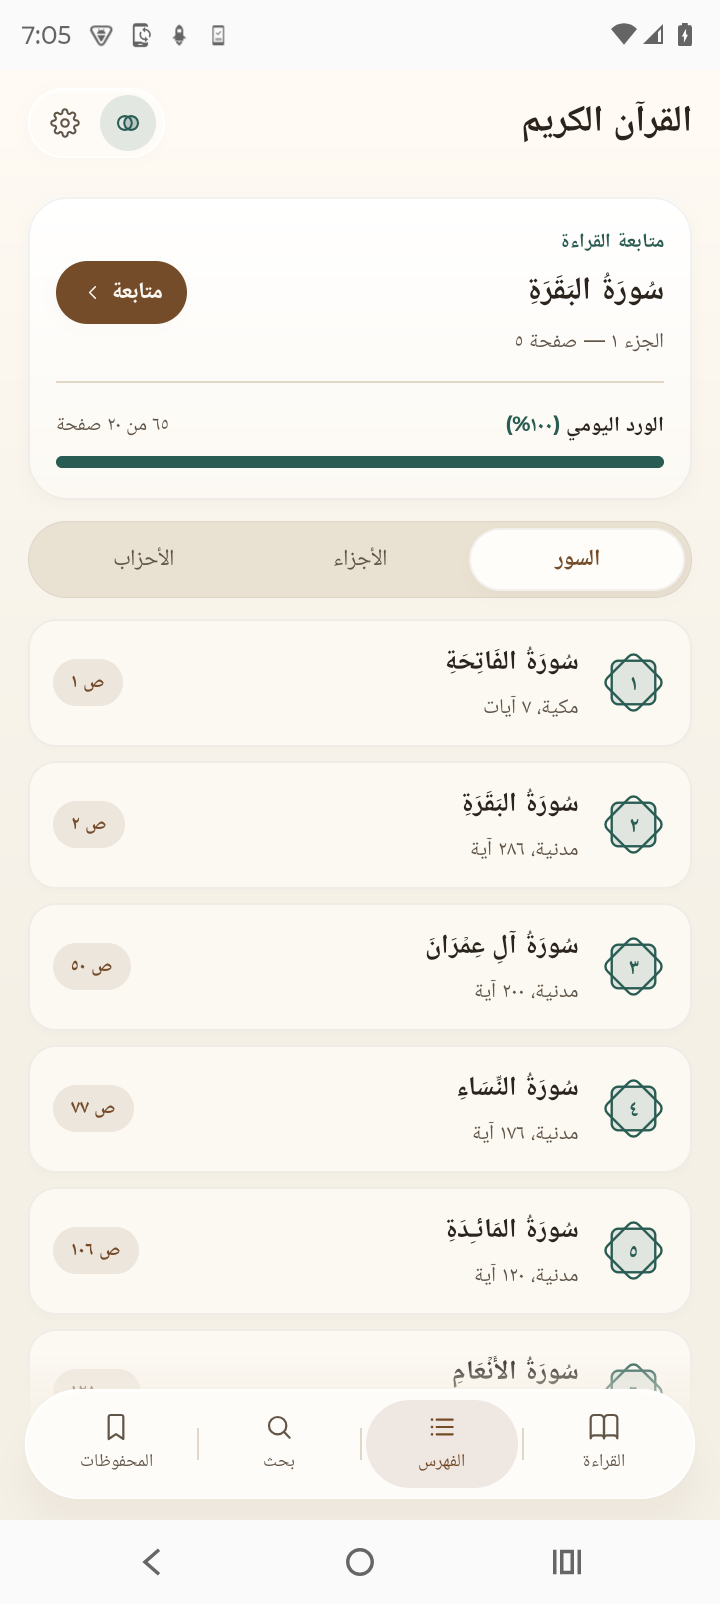 7:05
القرآن الكريم
متابعة القراءة
سُورَةُ البَقَرَةِ
متابعة
الجزء ١ — صفحة ٥
الورد اليومي (١٠٠%)
٦٥ من ٢٠ صفحة
السور
الأجزاء
الأحزاب
١
سُورَةُ الفَاتِحَةِ
مكية، ٧ آيات
ص ١
٢
سُورَةُ البَقَرَةِ
مدنية، ٢٨٦ آية
ص ٢
٣
سُورَةُ آلِ عِمۡرَانَ
مدنية، ٢٠٠ آية
ص ٥٠
٤
سُورَةُ النِّسَاءِ
مدنية، ١٧٦ آية
ص ٧٧
٥
سُورَةُ المَائـِدَةِ
مدنية، ١٢٠ آية
ص ١٠٦
سُورَةُ الأَنۡعَامِ
القراءة
الفهرس
بحث
المحفوظات